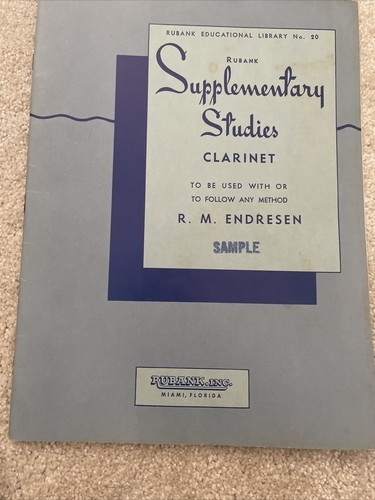 RUBANK EDUCATIONAL LIBRARY No. 20
RUBANK
Supplementary
Studies
CLARINET
TO BE USED WITH OR
TO FOLLOW ANY METHOD
R. M. ENDRESEN
SAMPLE
RUBANK, INC.
MIAMI, FLORIDA